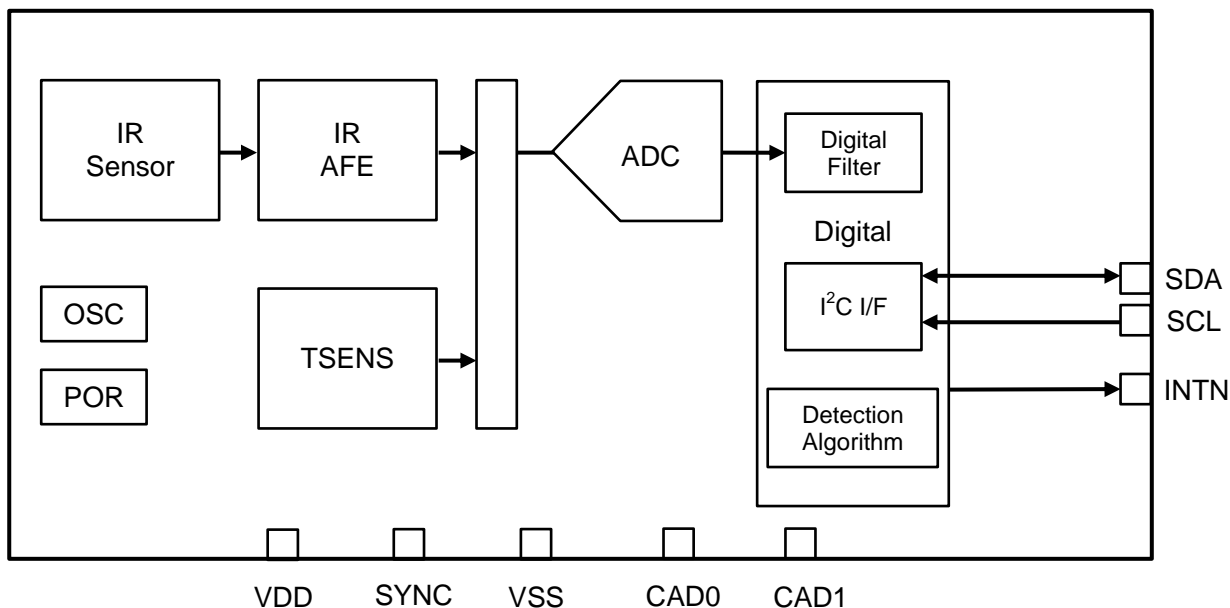 IR
Sensor
IR
AFE
ADC
Digital
Filter
Digital
I²C I/F
SDA
SCL
OSC
TSENS
POR
INTN
Detection
Algorithm
VDD
SYNC
VSS
CAD0
CAD1